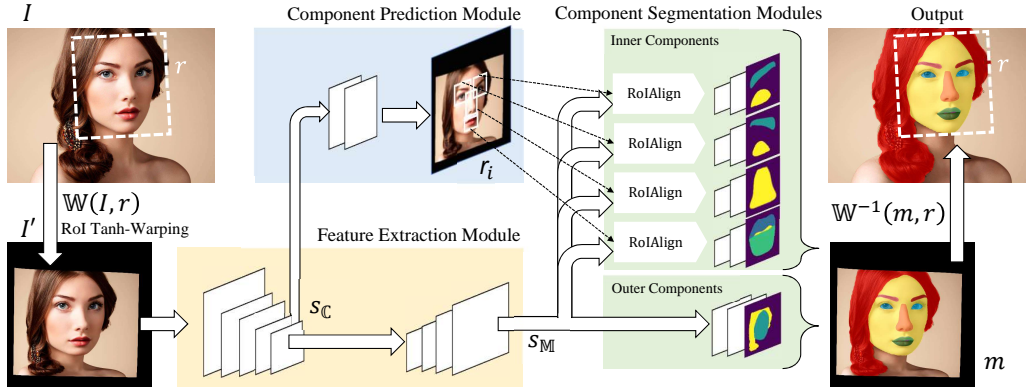 I
Component Prediction Module
Component Segmentation Modules
Output
r
Inner Components
r
RoIAlign
RoIAlign
r_i
RoIAlign
𝕎(I, r)
𝕎⁻¹(m, r)
I′
RoI Tanh-Warping
Feature Extraction Module
RoIAlign
Outer Components
s_ℂ
s_𝕄
m